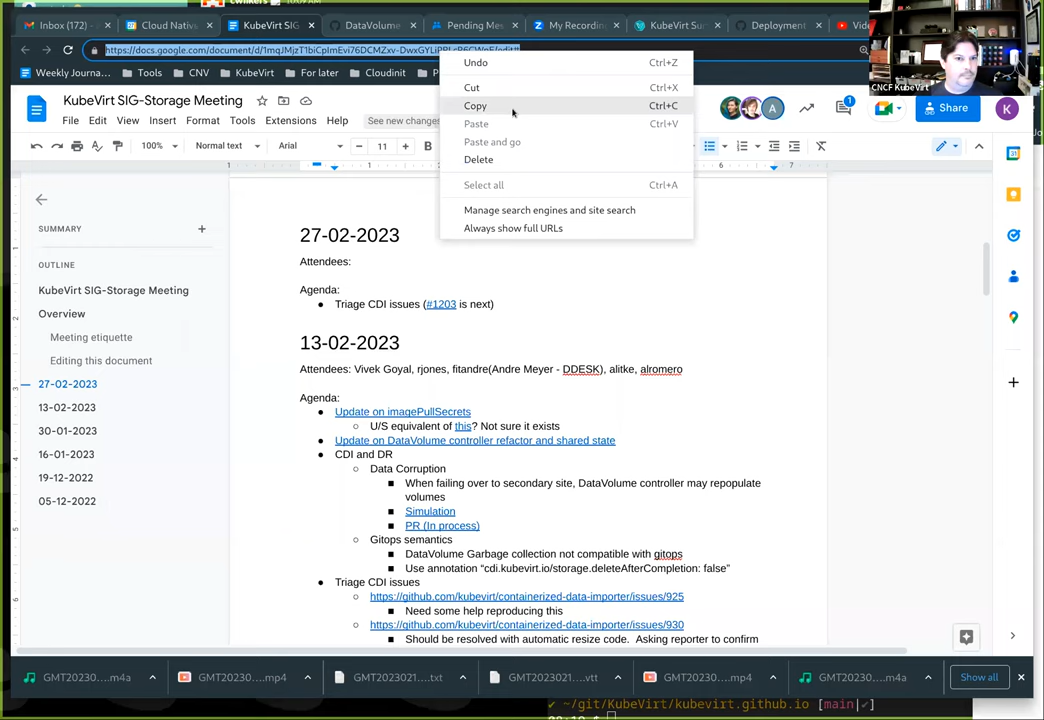 cwilkers
Inbox (172) -
Cloud Nativ
KubeVirt SIG
DataVolume
Pending Me
My Recordin
KubeVirt Su
Deployment
Vide
https://docs.google.com/document/d/
Weekly Journa...
Tools
CNV
KubeVirt
For later
Cloudinit
CNCF KubeVirt
Undo Ctrl+Z
Cut Ctrl+X
Copy Ctrl+C
Paste Ctrl+V
Paste and go
Delete
Select all Ctrl+A
Manage search engines and site search
Always show full URLs
KubeVirt SIG-Storage Meeting
A
1
Share
K
File Edit View Insert Format Tools Extensions Help
See new changes
100%
Normal text
Arial
11
B
SUMMARY
OUTLINE
KubeVirt SIG-Storage Meeting
Overview
Meeting etiquette
Editing this document
27-02-2023
13-02-2023
30-01-2023
16-01-2023
19-12-2022
05-12-2022
27-02-2023
Attendees:
Agenda:
● Triage CDI issues (#1203 is next)
13-02-2023
Attendees: Vivek Goyal, rjones, fitandre(Andre Meyer - DDESK), alitke, alromero
Agenda:
● Update on imagePullSecrets
○ U/S equivalent of this? Not sure it exists
● Update on DataVolume controller refactor and shared state
● CDI and DR
○ Data Corruption
■ When failing over to secondary site, DataVolume controller may repopulate
volumes
■ Simulation
■ PR (In process)
○ Gitops semantics
■ DataVolume Garbage collection not compatible with gitops
■ Use annotation “cdi.kubevirt.io/storage.deleteAfterCompletion: false”
● Triage CDI issues
○ https://github.com/kubevirt/containerized-data-importer/issues/925
■ Need some help reproducing this
○ https://github.com/kubevirt/containerized-data-importer/issues/930
■ Should be resolved with automatic resize code. Asking reporter to confirm
GMT20230....m4a
GMT20230....mp4
GMT2023021....txt
GMT2023021....vtt
GMT20230....mp4
GMT20230....m4a
Show all
✔ ~/git/KubeVirt/kubevirt.github.io [main|✔]